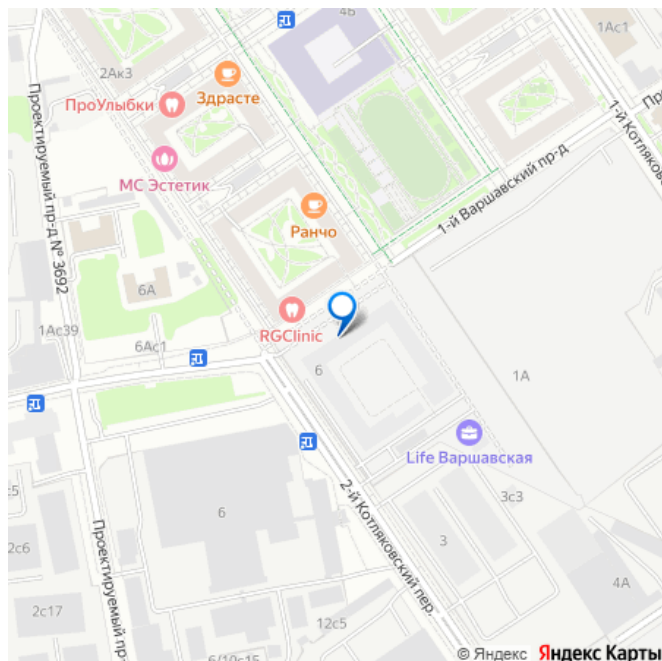 4Б
1Ас1
2Ак3
Здрасте
ПроУлыбки
Проектируемый пр-д № 3692
МС Эстетик
1-й Котляков
Пр
1-й Варшавский пр-д
Ранчо
6А
RGClinic
1Ас39
6Ас1
6
1А
Life Варшавская
с5
3с3
2-й Котляковский пер.
6
3
2с6
Проектируемый пр-
4А
2с17
12с5
6/10с15
© Яндекс Яндекс Карты